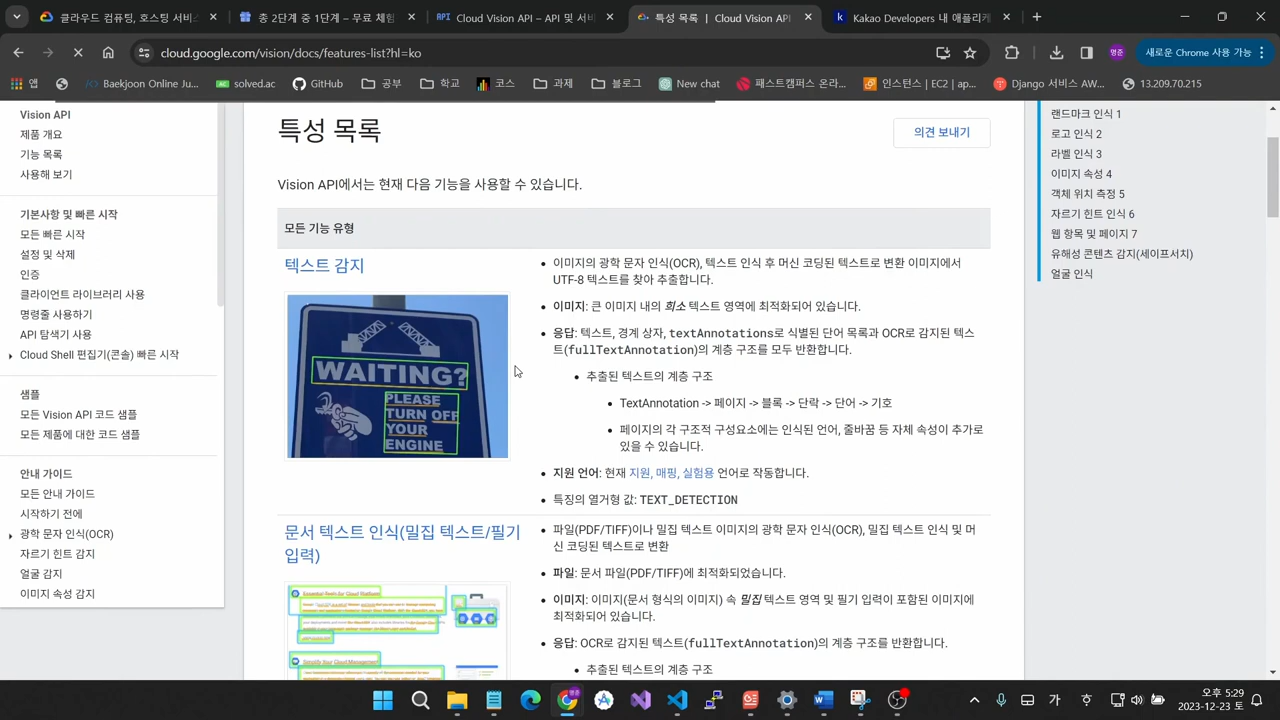 클라우드 컴퓨팅, 호스팅 서비스
총 2단계 중 1단계 – 무료 체험
API Cloud Vision API – API 및 서비
특성 목록 | Cloud Vision API
Kakao Developers 내 애플리케
cloud.google.com/vision/docs/features-list?hl=ko
명준
새로운 Chrome 사용 가능
앱
Baekjoon Online Ju...
solved.ac
GitHub
공부
학교
코스
과제
블로그
New chat
패스트캠퍼스 온라...
인스턴스 | EC2 | ap...
Django 서비스 AW...
13.209.70.215
Vision API
제품 개요
기능 목록
사용해 보기
기본사항 및 빠른 시작
모든 빠른 시작
설정 및 삭제
인증
클라이언트 라이브러리 사용
명령줄 사용하기
API 탐색기 사용
Cloud Shell 편집기(콘솔) 빠른 시작
샘플
모든 Vision API 코드 샘플
모든 제품에 대한 코드 샘플
안내 가이드
모든 안내 가이드
시작하기 전에
광학 문자 인식(OCR)
자르기 힌트 감지
얼굴 감지
이미지 속성 감지
특성 목록
의견 보내기
Vision API에서는 현재 다음 기능을 사용할 수 있습니다.
모든 기능 유형
텍스트 감지
WAITING?
PLEASE
TURN OFF
YOUR
ENGINE
이미지의 광학 문자 인식(OCR), 텍스트 인식 후 머신 코딩된 텍스트로 변환 이미지에서
UTF-8 텍스트를 찾아 추출합니다.
이미지: 큰 이미지 내의 희소 텍스트 영역에 최적화되어 있습니다.
응답: 텍스트, 경계 상자, textAnnotations로 식별된 단어 목록과 OCR로 감지된 텍스
트(fullTextAnnotation)의 계층 구조를 모두 반환합니다.
추출된 텍스트의 계층 구조
TextAnnotation -> 페이지 -> 블록 -> 단락 -> 단어 -> 기호
페이지의 각 구조적 구성요소에는 인식된 언어, 줄바꿈 등 자체 속성이 추가로
있을 수 있습니다.
지원 언어: 현재 지원, 매핑, 실험용 언어로 작동합니다.
특징의 열거형 값: TEXT_DETECTION
문서 텍스트 인식(밀집 텍스트/필기
입력)
파일(PDF/TIFF)이나 밀집 텍스트 이미지의 광학 문자 인식(OCR), 밀집 텍스트 인식 및 머
신 코딩된 텍스트로 변환
파일: 문서 파일(PDF/TIFF)에 최적화되었습니다.
이미지: 이미지(문서 형식의 이미지) 속 밀집 텍스트 영역 및 필기 입력이 포함된 이미지에
최적화되어 있습니다.
응답: OCR로 감지된 텍스트(fullTextAnnotation)의 계층 구조를 반환합니다.
추출된 텍스트의 계층 구조
랜드마크 인식 1
로고 인식 2
라벨 인식 3
이미지 속성 4
객체 위치 측정 5
자르기 힌트 인식 6
웹 항목 및 페이지 7
유해성 콘텐츠 감지(세이프서치)
얼굴 인식
가
오후 5:29
2023-12-23 토